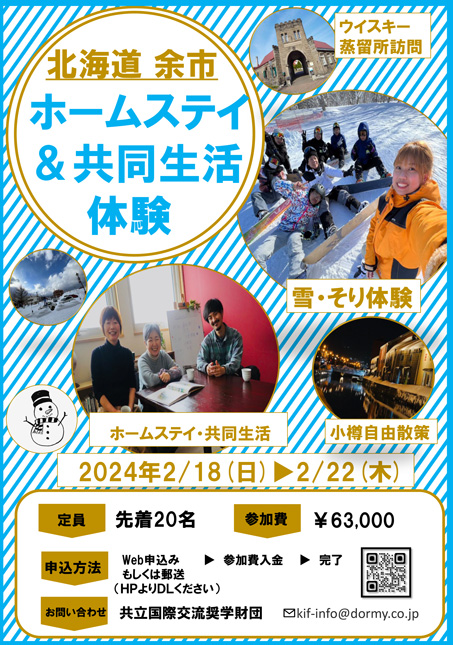 北海道 余市
ホームステイ
＆共同生活
体験
ウイスキー
蒸留所訪問
雪・そり体験
ホームステイ・共同生活
小樽自由散策
2024年2/18(日)▶2/22(木)
定員 先着20名 参加費 ￥63,000
申込方法 Web申込み ▶ 参加費入金 ▶ 完了
もしくは郵送
（HPよりDLください）
お問い合わせ 共立国際交流奨学財団 kif-info@dormy.co.jp